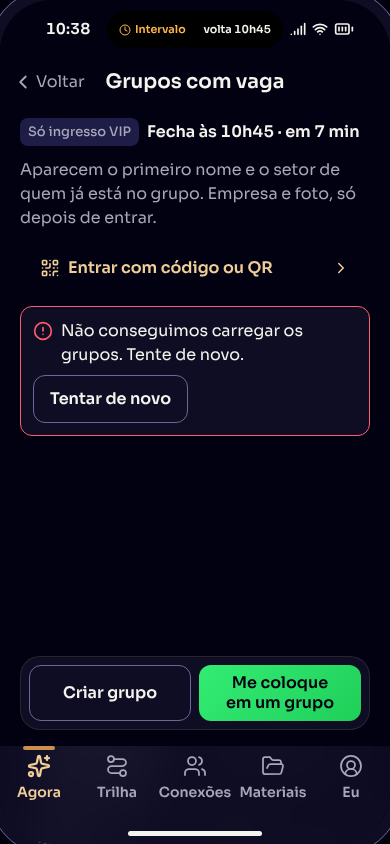 10:38
Intervalo
volta 10h45
Voltar
Grupos com vaga
Só ingresso VIP
Fecha às 10h45 · em 7 min
Aparecem o primeiro nome e o setor de
quem já está no grupo. Empresa e foto, só
depois de entrar.
Entrar com código ou QR
Não conseguimos carregar os
grupos. Tente de novo.
Tentar de novo
Criar grupo
Me coloque
em um grupo
Agora
Trilha
Conexões
Materiais
Eu